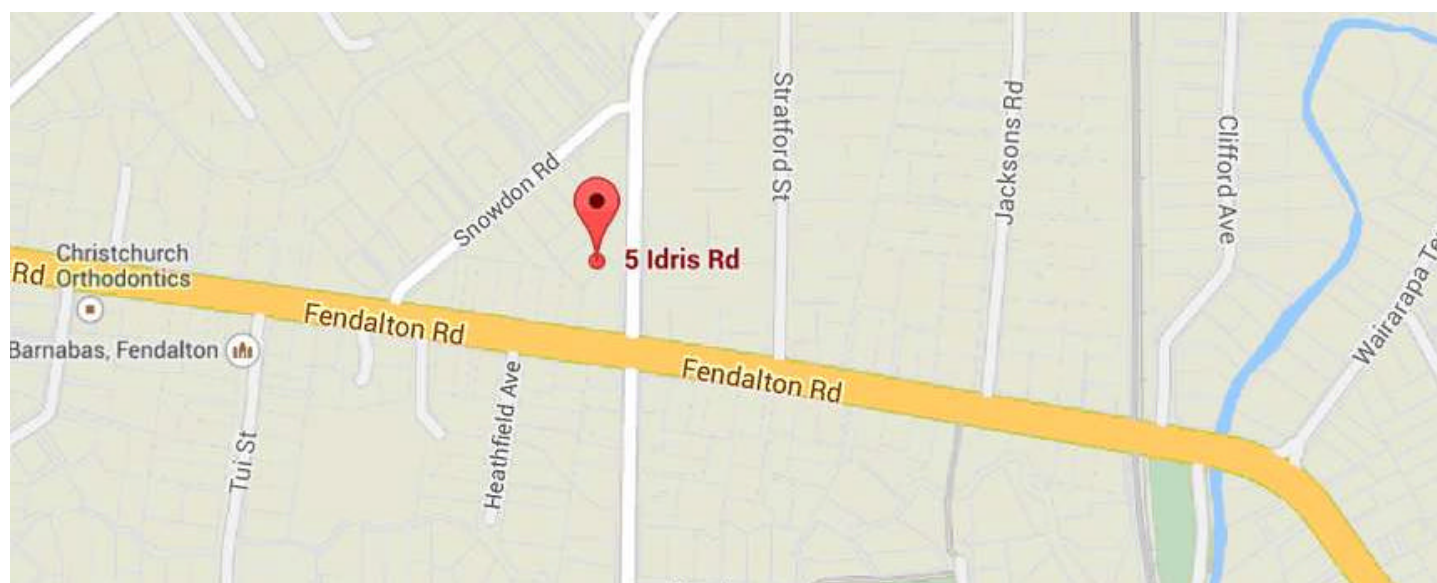 Stratford St
Jacksons Rd
Clifford Ave
Snowdon Rd
Christchurch
Orthodontics
Rd
5 Idris Rd
Fendalton Rd
Barnabas, Fendalton
Fendalton Rd
Wairarapa Te
Heathfield Ave
Tui St